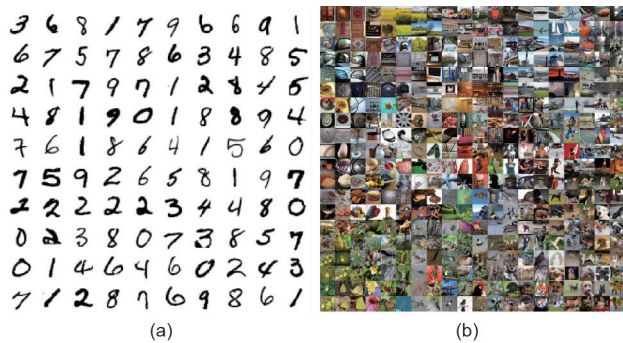 3 6 8 1 7 9 6 6 9 1
6 7 5 7 8 6 3 4 8 5
2 1 7 9 7 1 2 8 4 5
4 8 1 9 0 1 8 8 9 4
7 6 1 8 6 4 1 5 6 0
7 5 9 2 6 5 8 1 9 7
2 2 2 2 2 3 4 4 8 0
0 2 3 8 0 7 3 8 5 7
0 1 4 6 4 6 0 2 4 3
7 1 2 8 7 6 9 8 6 1
(a) (b)